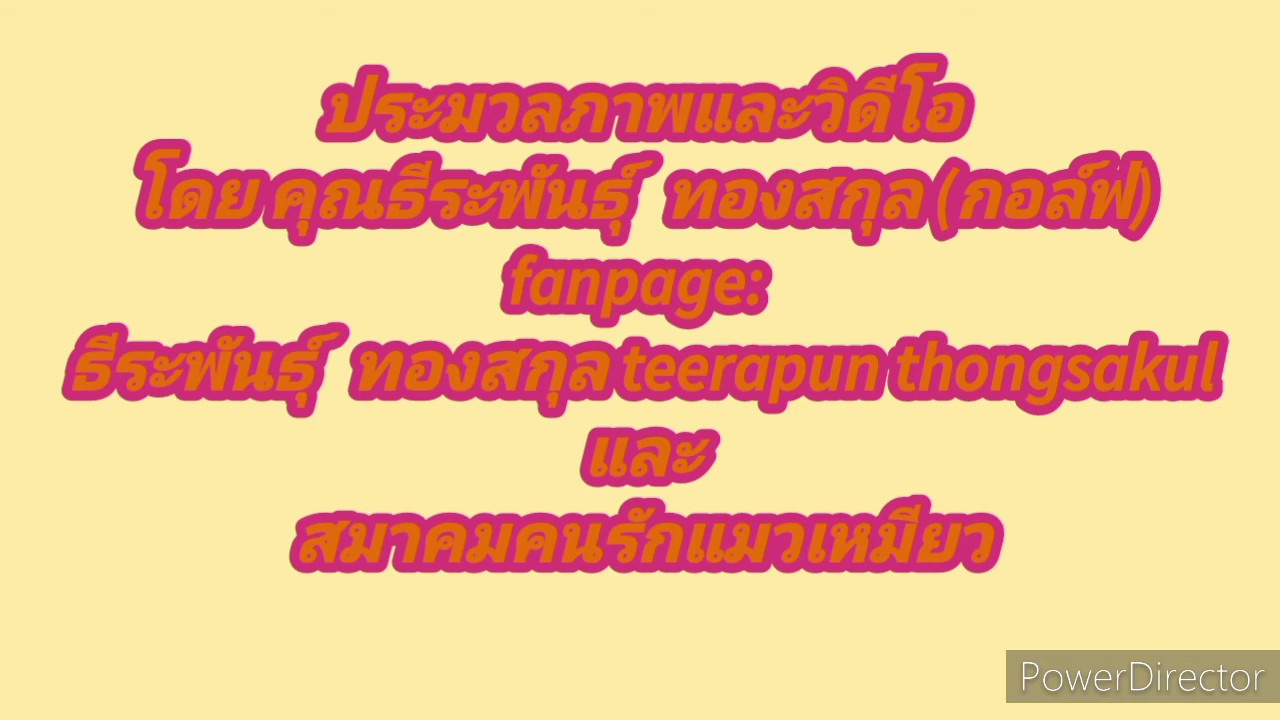 ประมวลภาพและวิดีโอ
โดย คุณธีระพันธุ์ ทองสกุล (กอล์ฟ)
fanpage:
ธีระพันธุ์ ทองสกุล teerapun thongsakul
และ
สมาคมคนรักแมวเหมียว
PowerDirector